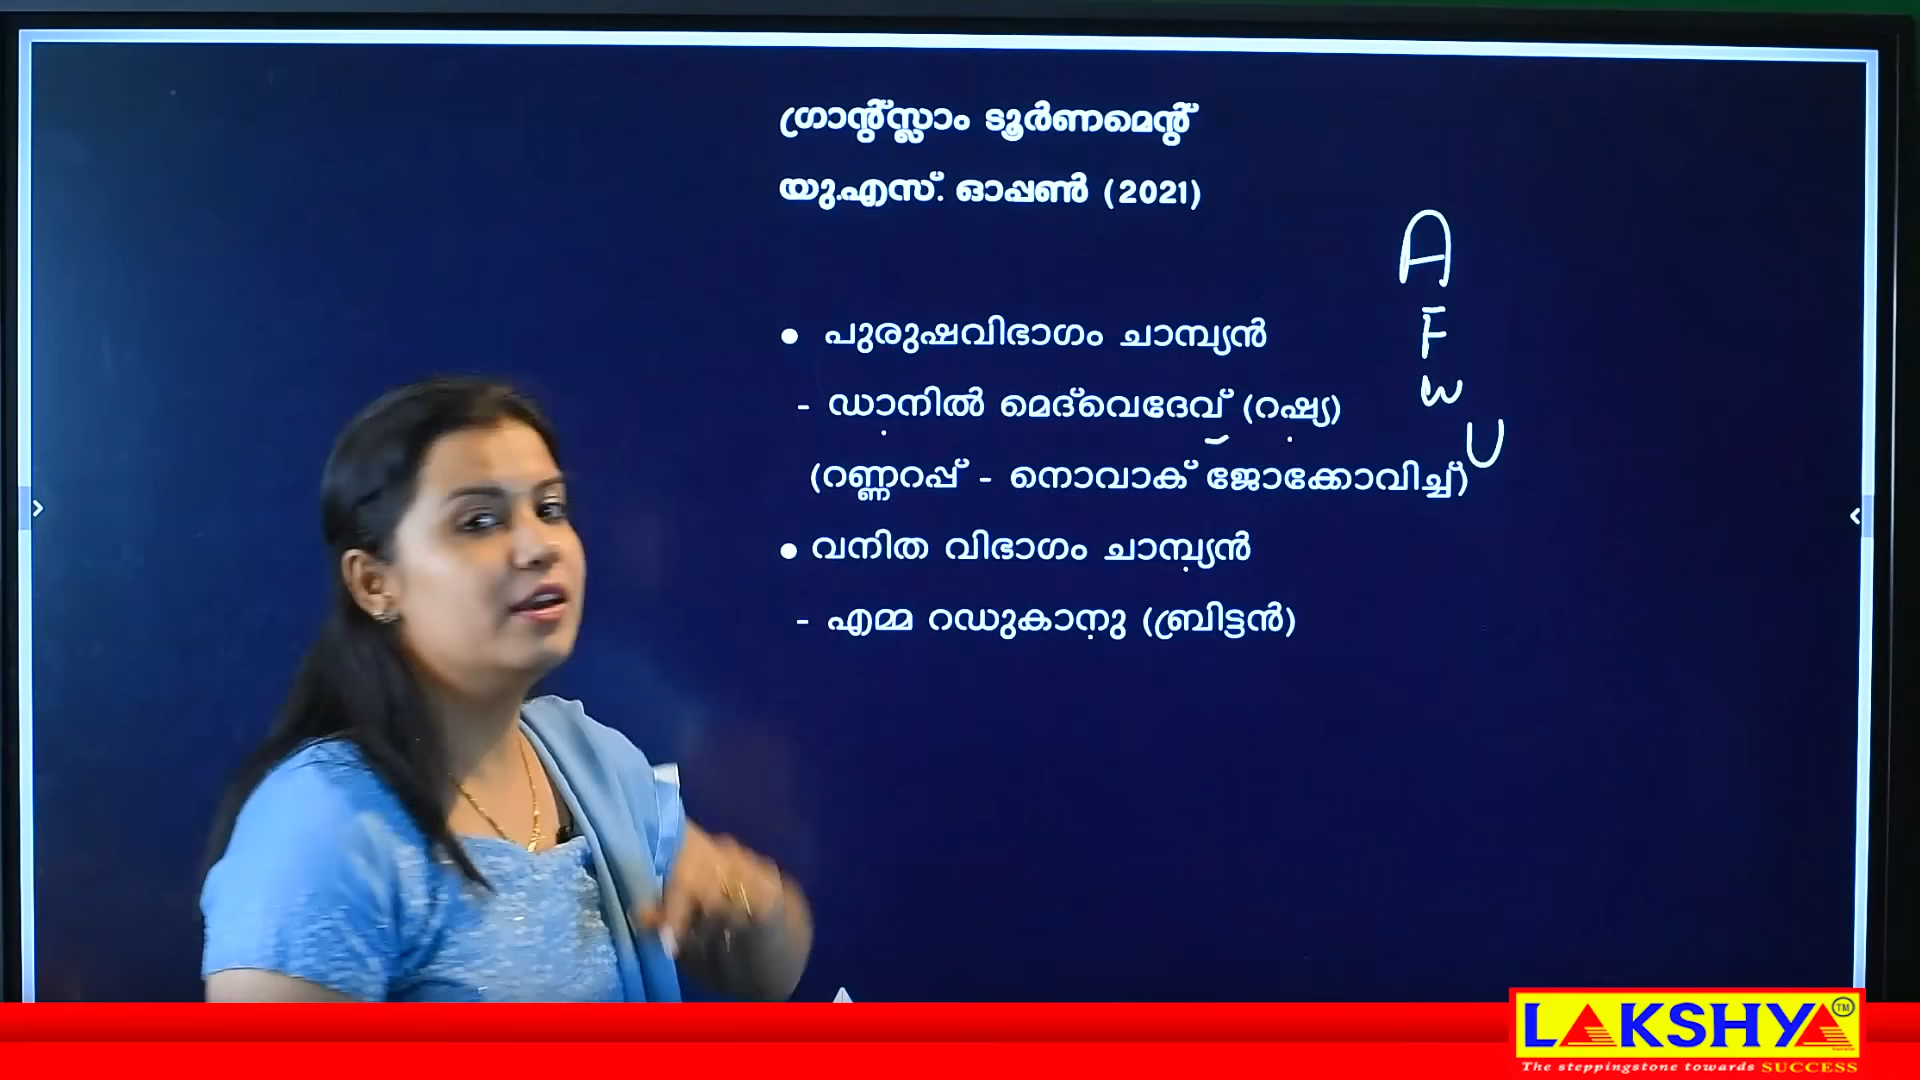 ഗ്രാന്റ്സ്ലാം ടൂർണമെന്റ്
യു.എസ്. ഓപ്പൺ (2021)
A
• പുരുഷവിഭാഗം ചാമ്പ്യൻ
F
- ഡാനിൽ മെദ്‌വെദേവ് (റഷ്യ)
W
U
(റണ്ണറപ്പ് - നൊവാക് ജോക്കോവിച്ച്)
• വനിത വിഭാഗം ചാമ്പ്യൻ
- എമ്മ റഡുകാനു (ബ്രിട്ടൻ)
LAKSHYA TM
The steppingstone towards SUCCESS